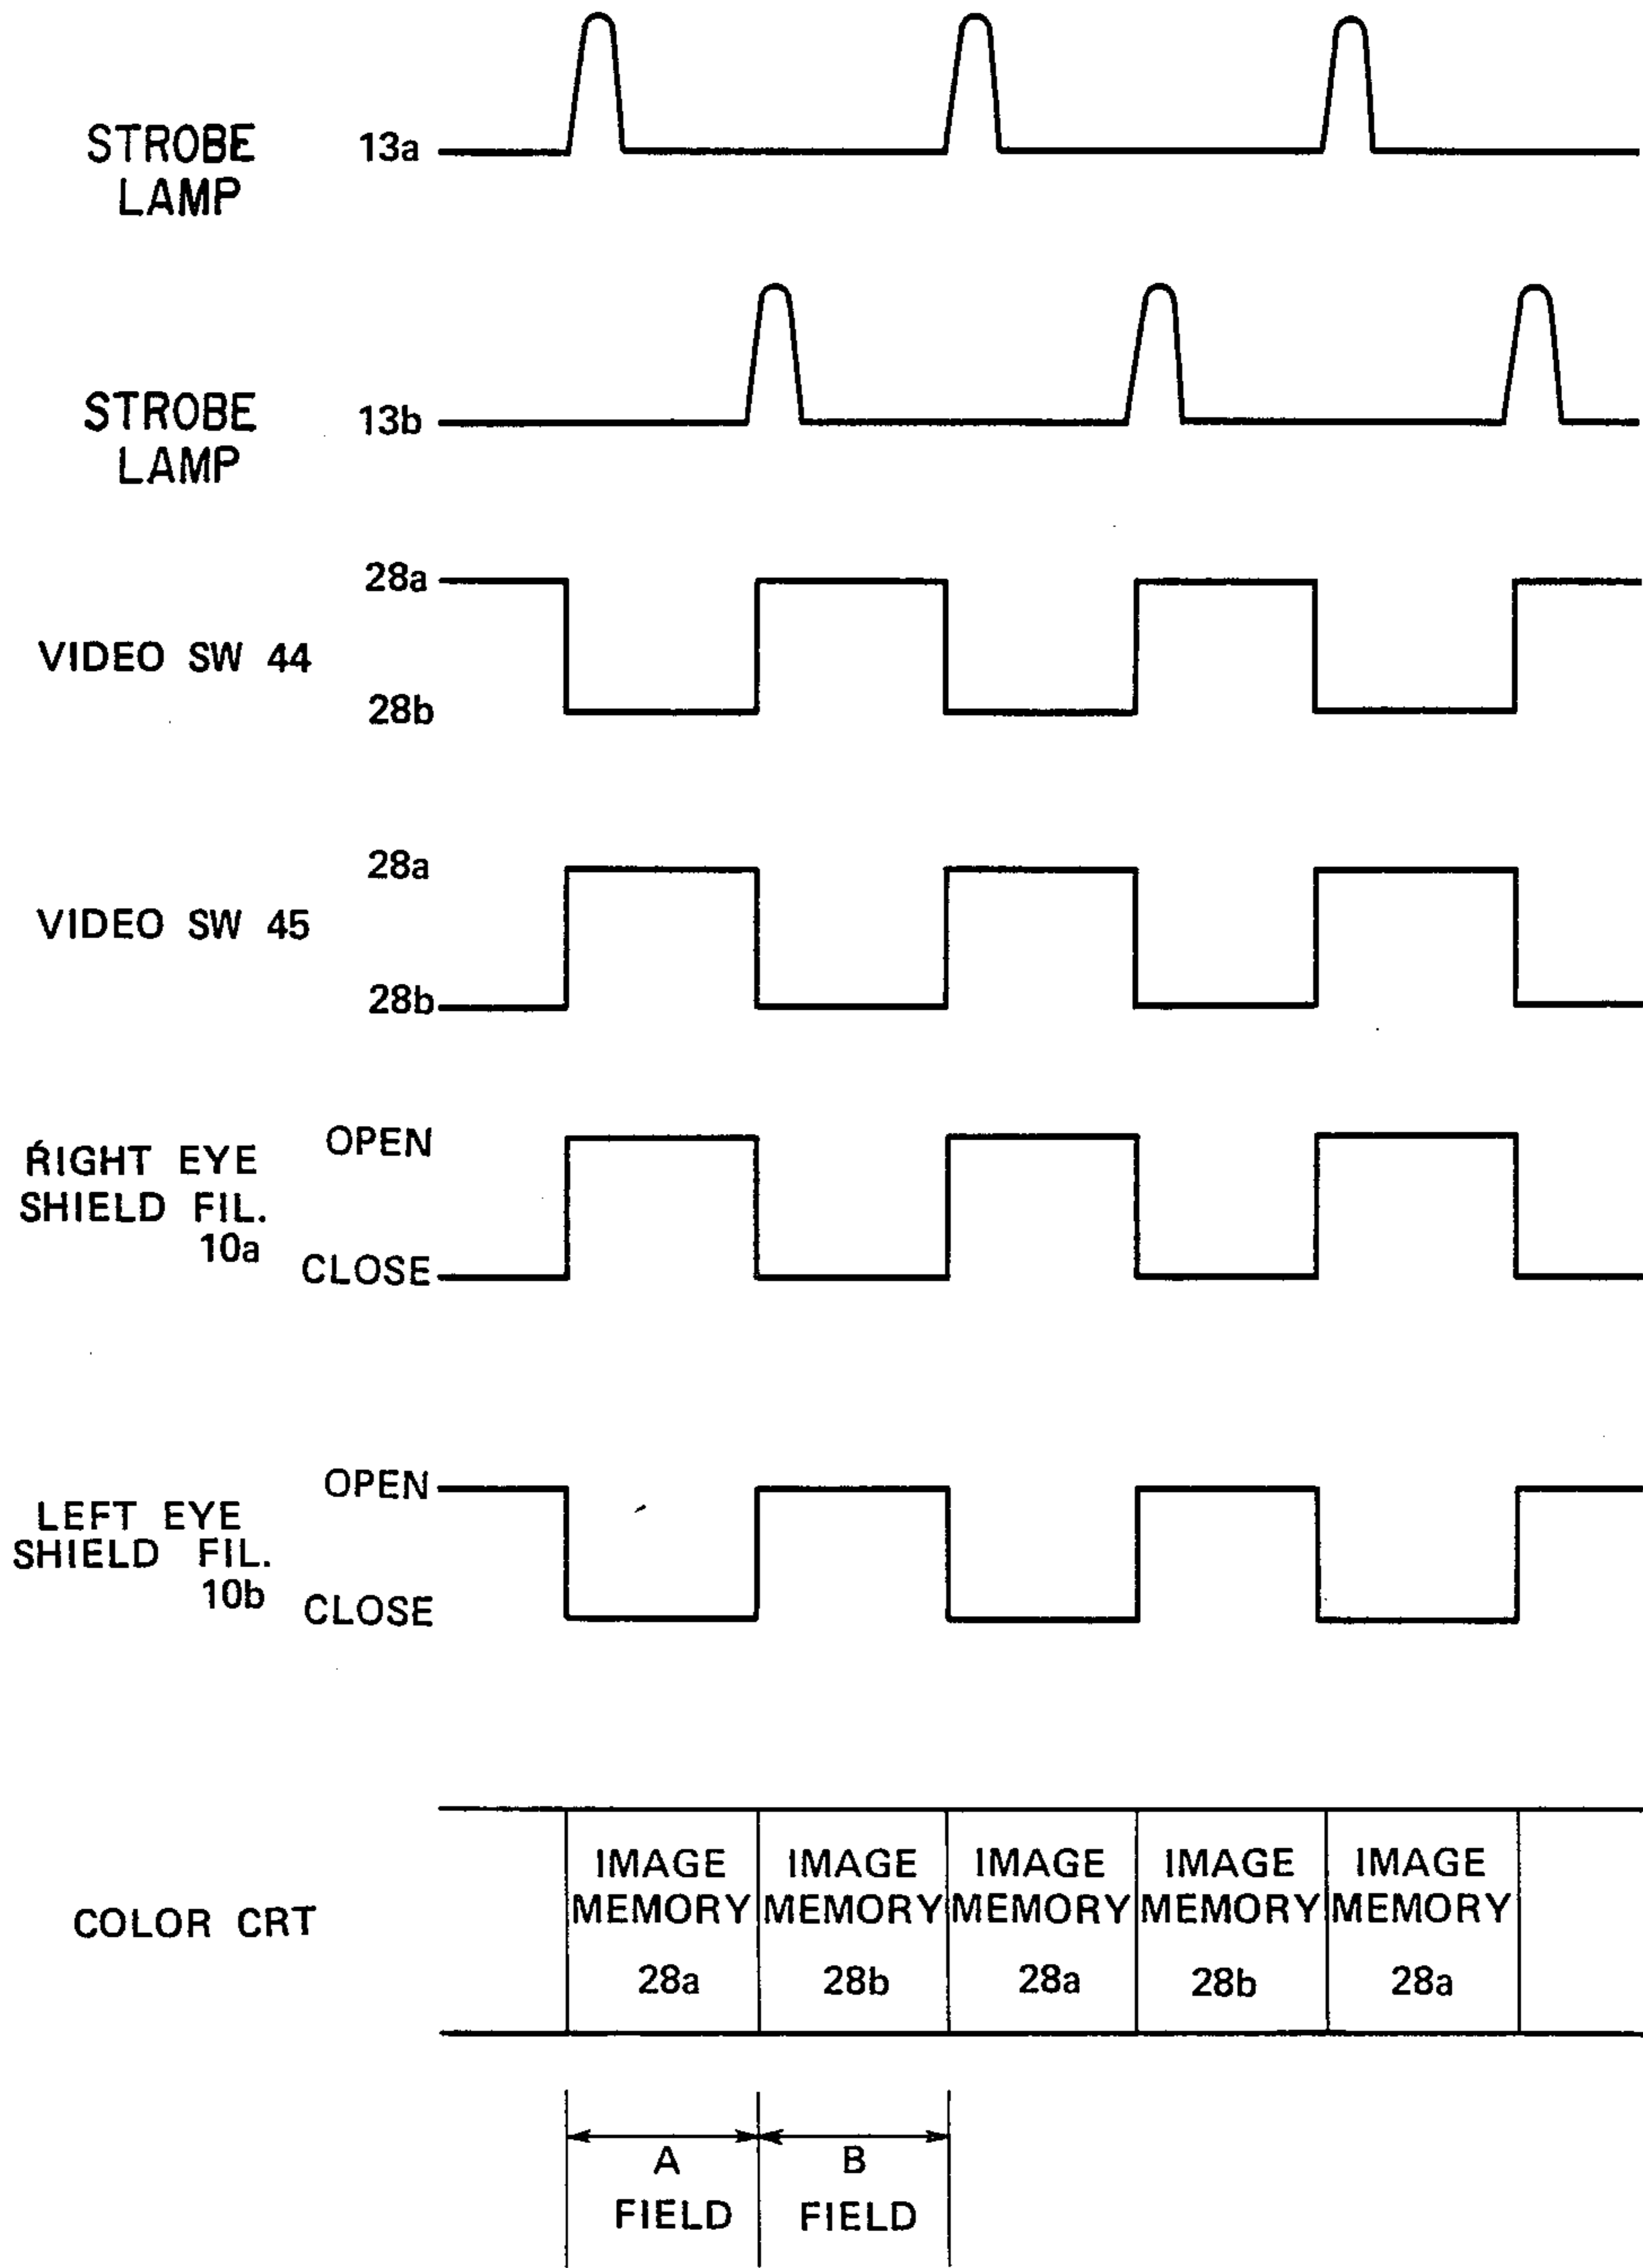 STROBE
LAMP
13a
STROBE
LAMP
13b
28a
VIDEO SW 44
28b
28a
VIDEO SW 45
28b
RIGHT EYE
SHIELD FIL.
10a
OPEN
CLOSE
LEFT EYE
SHIELD FIL.
10b
OPEN
CLOSE
COLOR CRT
IMAGE MEMORY 28a
IMAGE MEMORY 28b
IMAGE MEMORY 28a
IMAGE MEMORY 28b
IMAGE MEMORY 28a
A
FIELD
B
FIELD